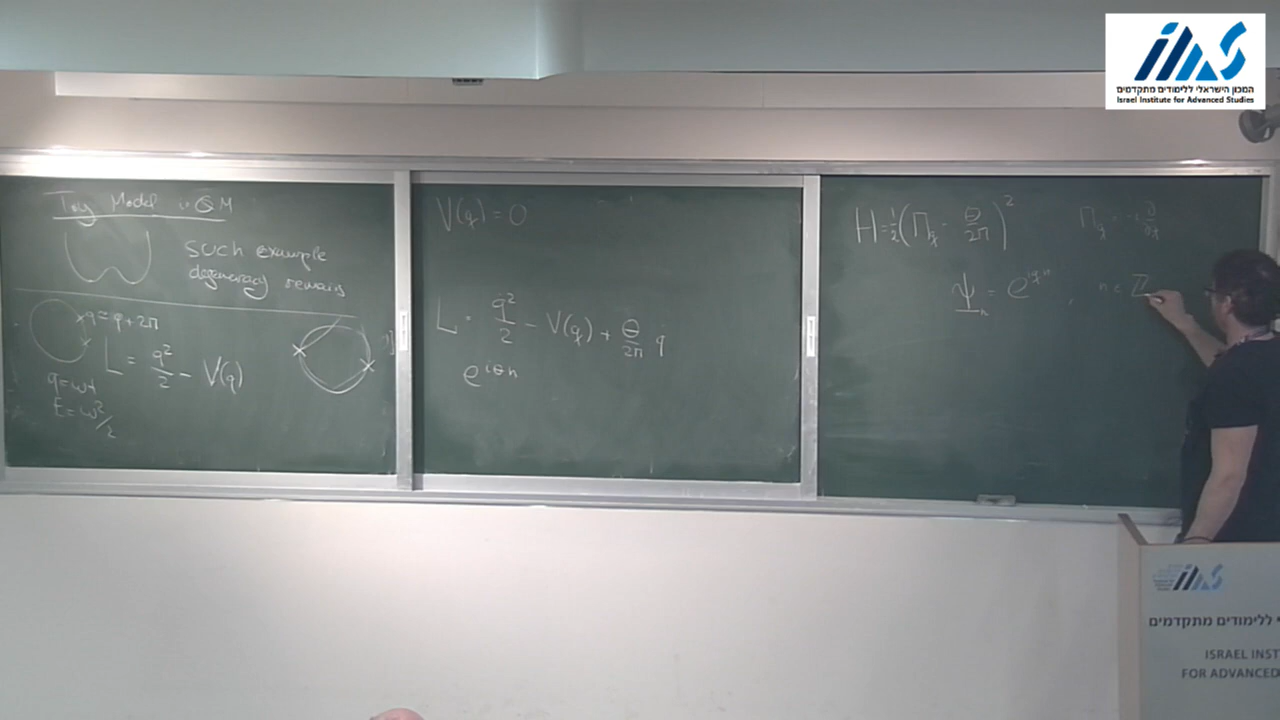 המכון הישראלי ללימודים מתקדמים
Israel Institute for Advanced Studies
Toy Model in QM
such example
degeneracy remains
q = q + 2π
L = q̇²/2 - V(q)
q = ωt
E = ω²/2
V(q) = 0
L = q̇²/2 - V(q) + θ/2π q̇
e^{iθn}
H = ½(Π_q - θ/2π)²
Π_q = -i ∂/∂q
ψ_n = e^{iqn}, n ∈ ℤ
ללימודים מתקדמים
ISRAEL INST
FOR ADVANCED